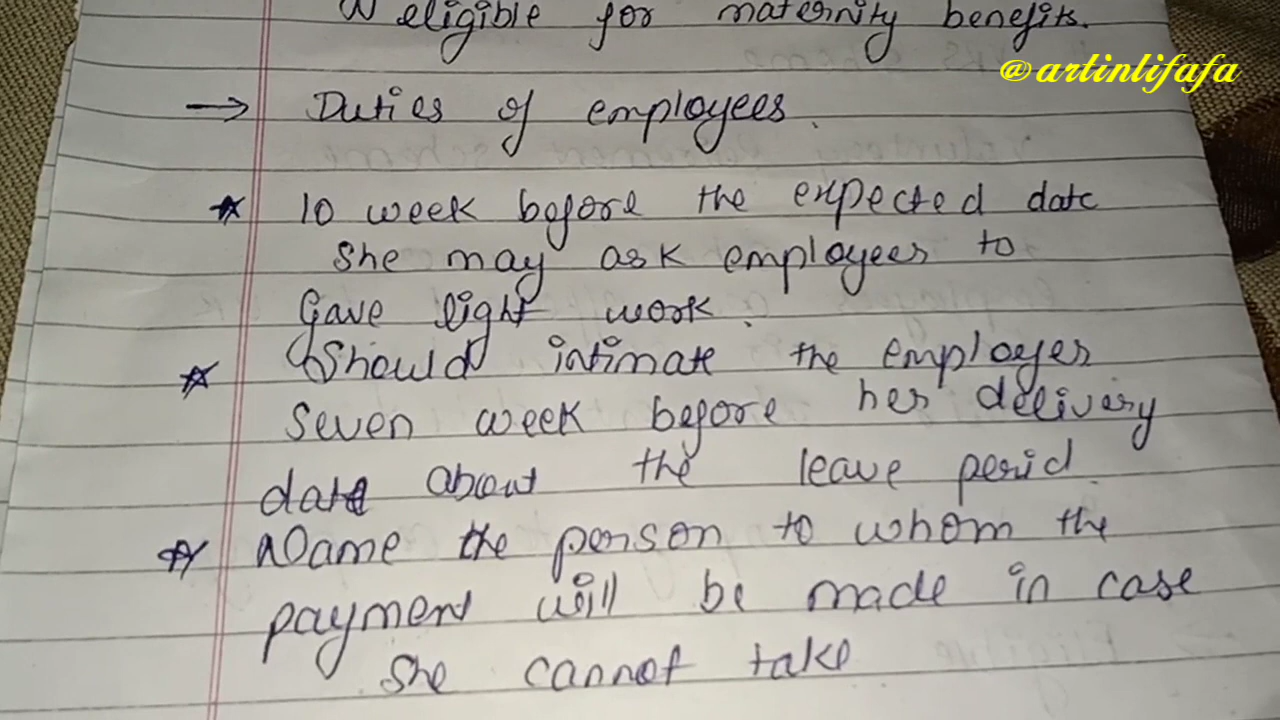 eligible for maternity benefits.
@artinlifafa
→ Duties of employees.
☆ 10 week before the expected date
she may ask employees to
Gave light work.
☆ Should intimate the employer
seven week before her delivery
date about the leave perid
☆ Name the person to whom the
payment will be made in case
she cannot take